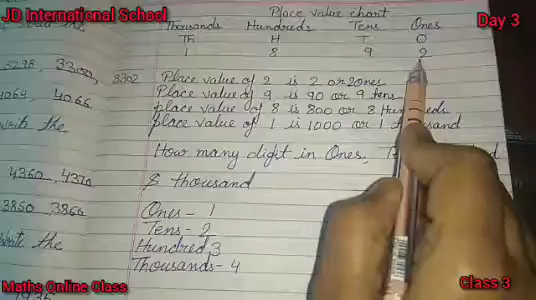 JD International School
Day 3
Place value chart
Thousands Hundreds Tens Ones
Th H T O
1 8 9 2
5298, 3300, 3302
Place value of 2 is 2 or 2ones
Place value of 9 is 90 or 9 tens
4064, 4066
place value of 8 is 800 or 8
write the
place value of 1 is 1000 or 1
How many digit in Ones,
4360, 4370
& thousand
3850 3860
Ones - 1
Tens - 2
write the
Hundred 3
Thousands - 4
Maths Online Class
Class 3